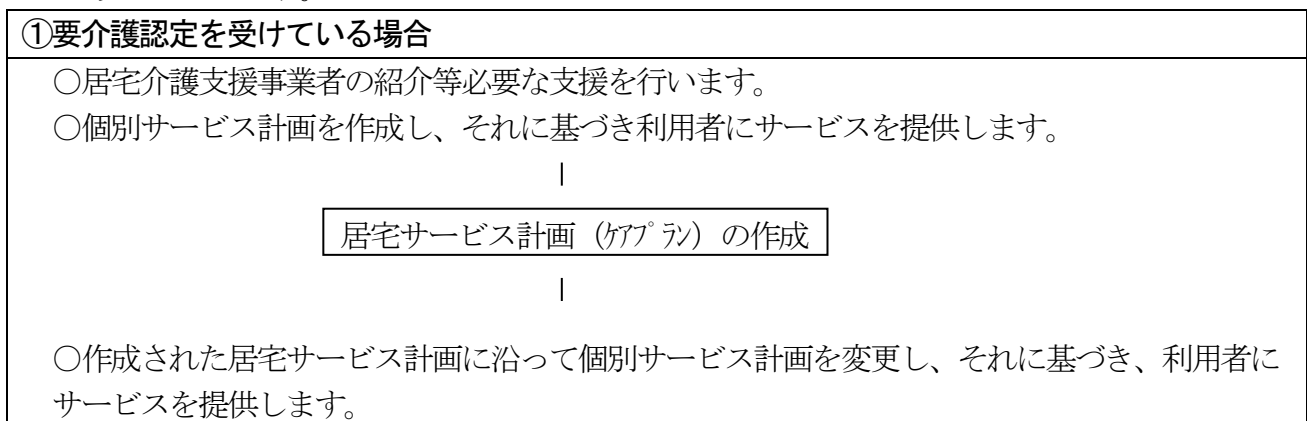 ①要介護認定を受けている場合
○居宅介護支援事業者の紹介等必要な支援を行います。
○個別サービス計画を作成し、それに基づき利用者にサービスを提供します。
居宅サービス計画（ｹｱﾌﾟﾗﾝ）の作成
○作成された居宅サービス計画に沿って個別サービス計画を変更し、それに基づき、利用者に
サービスを提供します。